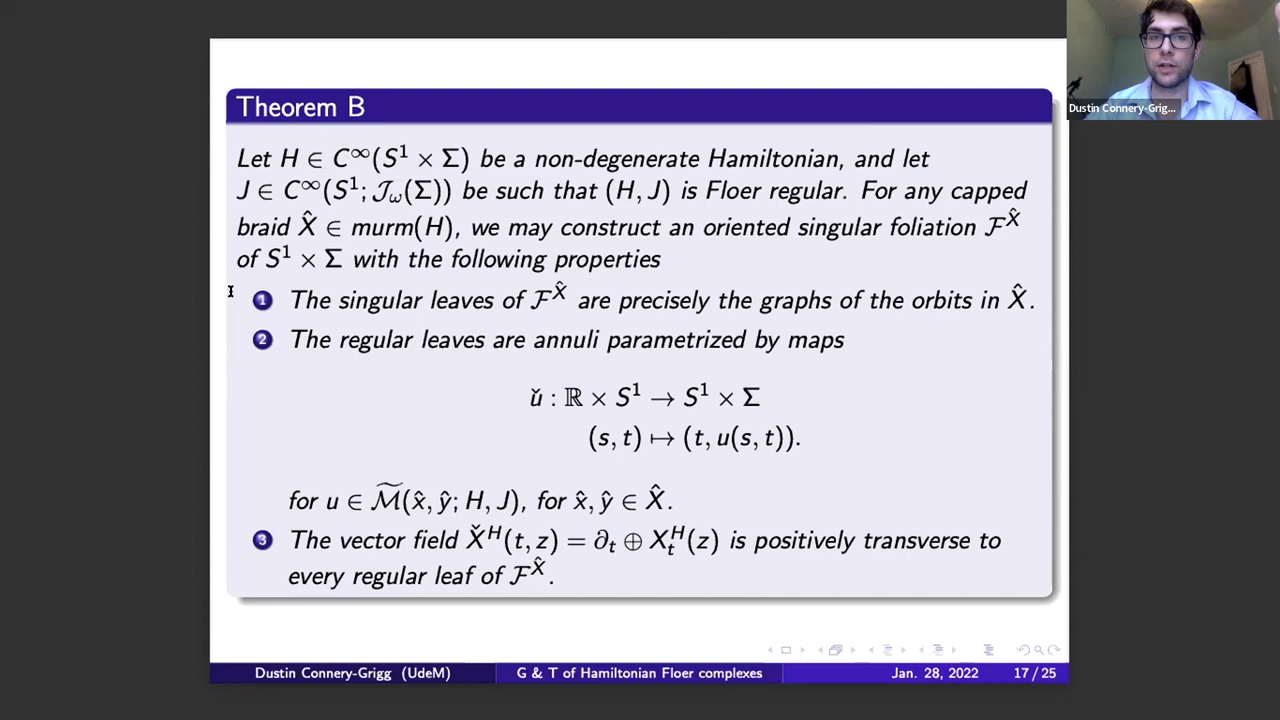 Theorem B
Let H ∈ C^∞(S^1 × Σ) be a non-degenerate Hamiltonian, and let
J ∈ C^∞(S^1; 𝒥_ω(Σ)) be such that (H, J) is Floer regular. For any capped
braid X̂ ∈ murm(H), we may construct an oriented singular foliation ℱ^X̂
of S^1 × Σ with the following properties
1 The singular leaves of ℱ^X̂ are precisely the graphs of the orbits in X̂.
2 The regular leaves are annuli parametrized by maps
ǔ : ℝ × S^1 → S^1 × Σ
(s, t) ↦ (t, u(s, t)).
for u ∈ ℳ̃(x̂, ŷ; H, J), for x̂, ŷ ∈ X̂.
3 The vector field X̌^H(t, z) = ∂_t ⊕ X_t^H(z) is positively transverse to
every regular leaf of ℱ^X̂.
Dustin Connery-Grigg (UdeM) G & T of Hamiltonian Floer complexes Jan. 28, 2022 17 / 25
Dustin Connery-Grig...